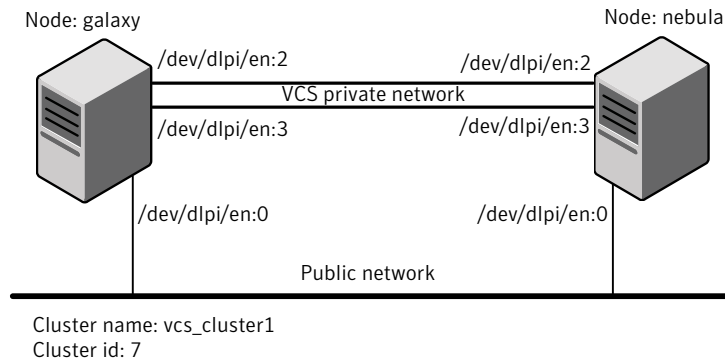 Node: galaxy
Node: nebula
/dev/dlpi/en:2
/dev/dlpi/en:2
VCS private network
/dev/dlpi/en:3
/dev/dlpi/en:3
/dev/dlpi/en:0
/dev/dlpi/en:0
Public network
Cluster name: vcs_cluster1
Cluster id: 7